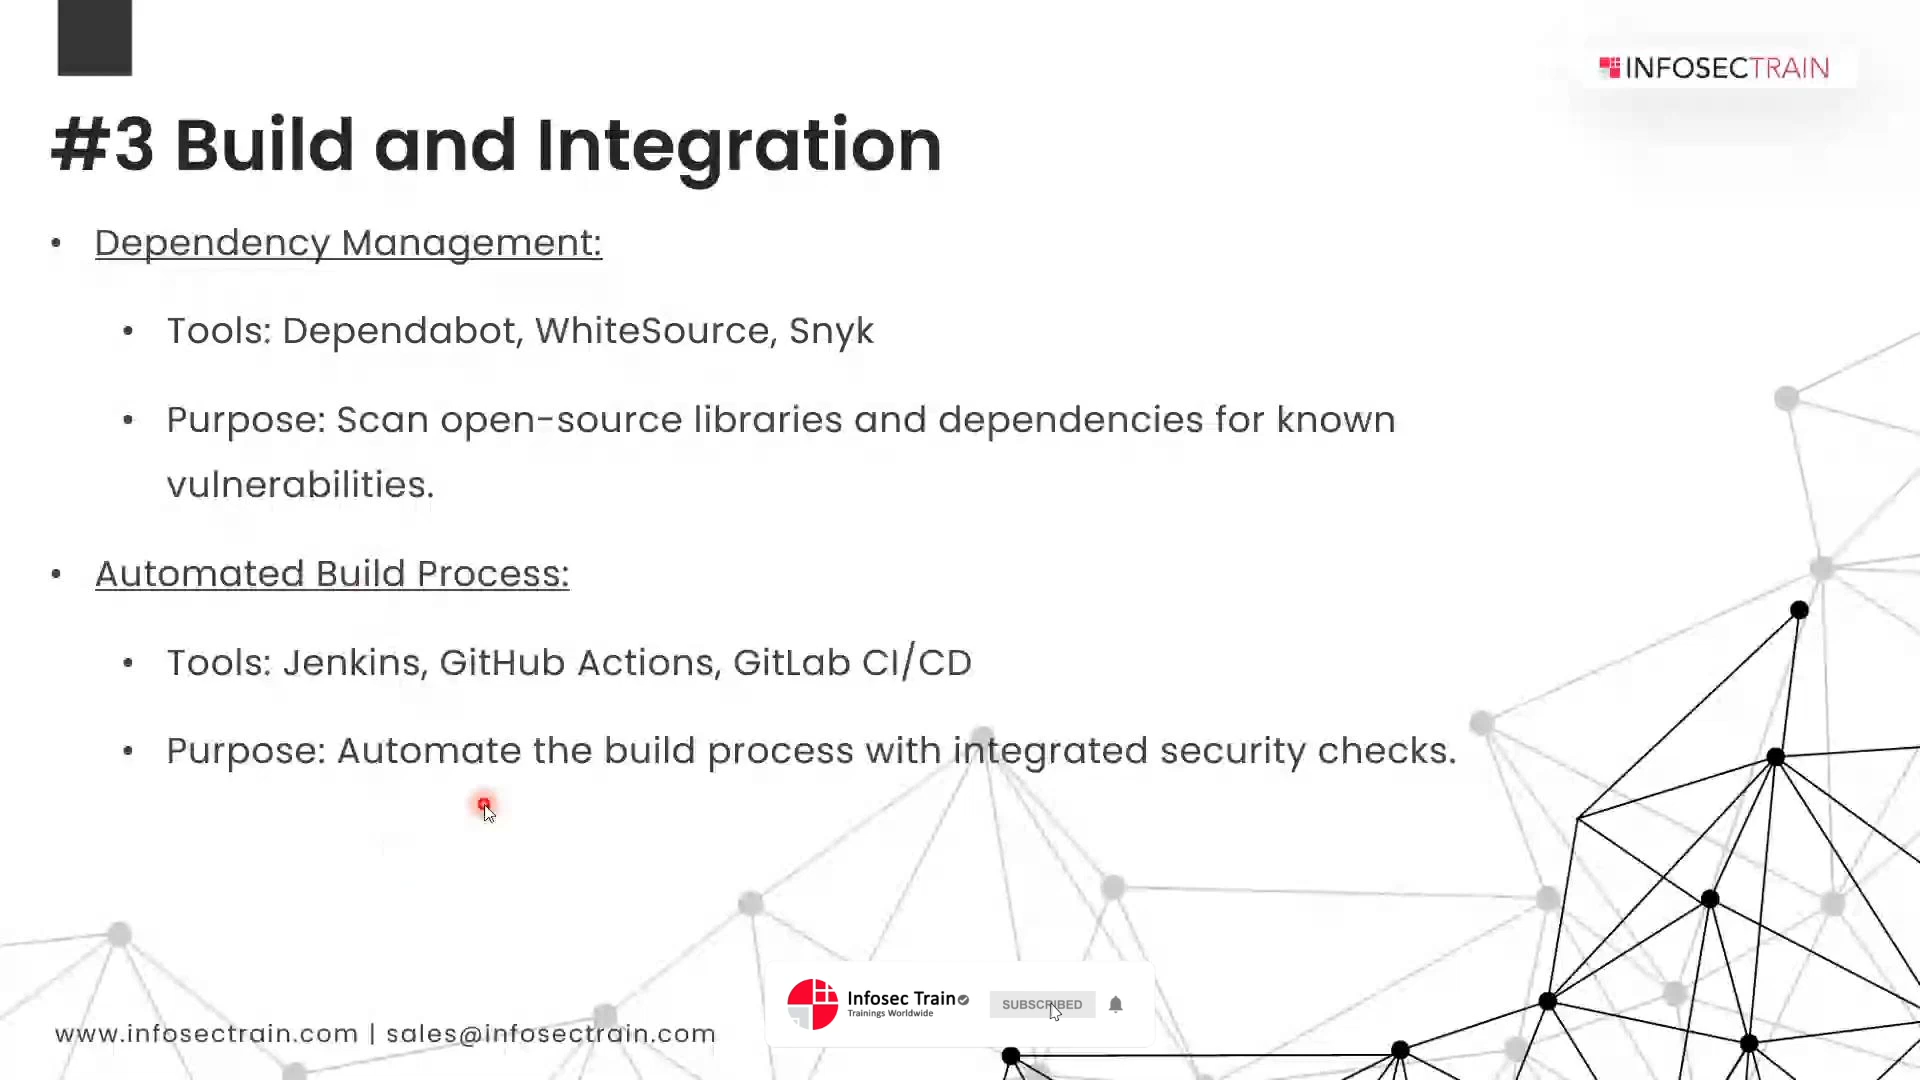 INFOSECTRAIN
#3 Build and Integration
• Dependency Management:
• Tools: Dependabot, WhiteSource, Snyk
• Purpose: Scan open-source libraries and dependencies for known
vulnerabilities.
• Automated Build Process:
• Tools: Jenkins, GitHub Actions, GitLab CI/CD
• Purpose: Automate the build process with integrated security checks.
Infosec Train
Trainings Worldwide
SUBSCRIBED
www.infosectrain.com | sales@infosectrain.com